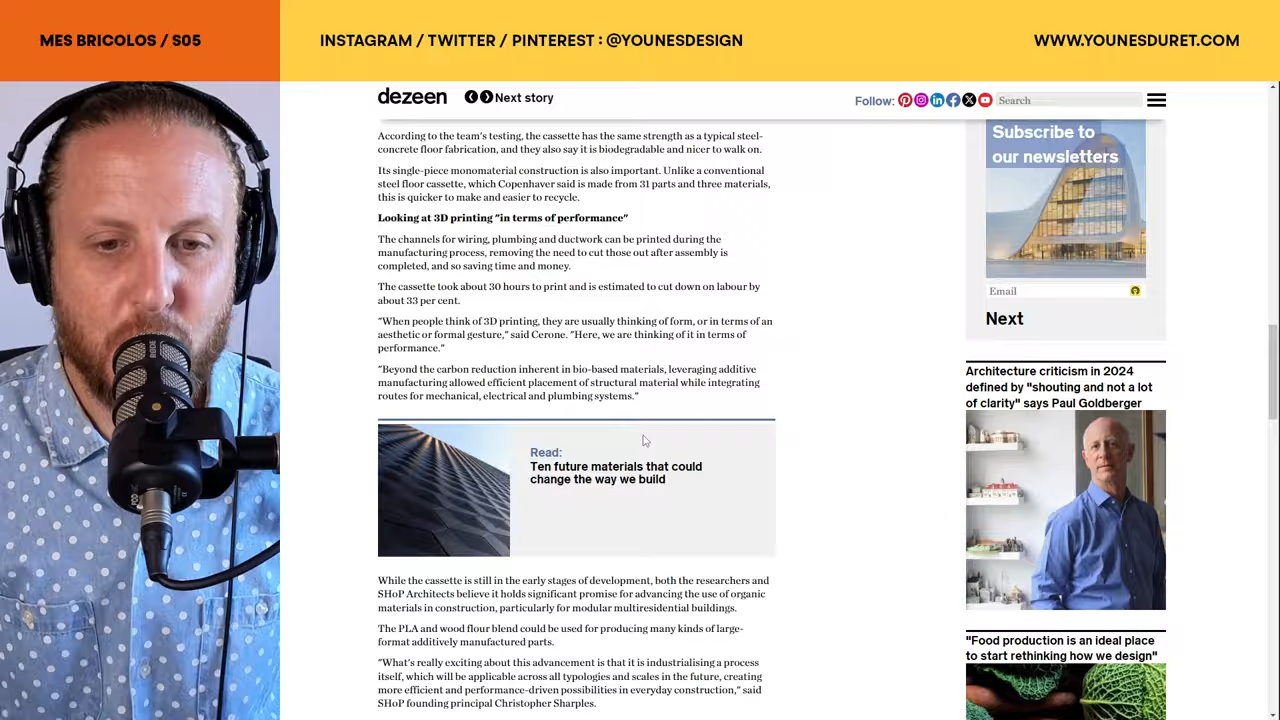 MES BRICOLOS / S05
INSTAGRAM / TWITTER / PINTEREST : @YOUNESDESIGN
WWW.YOUNESDURET.COM
dezeen
Next story
Follow:
Search
According to the team's testing, the cassette has the same strength as a typical steel-
concrete floor fabrication, and they also say it is biodegradable and nicer to walk on.
Its single-piece monomaterial construction is also important. Unlike a conventional
steel floor cassette, which Copenhaver said is made from 31 parts and three materials,
this is quicker to make and easier to recycle.
Looking at 3D printing "in terms of performance"
The channels for wiring, plumbing and ductwork can be printed during the
manufacturing process, removing the need to cut those out after assembly is
completed, and so saving time and money.
The cassette took about 30 hours to print and is estimated to cut down on labour by
about 33 per cent.
"When people think of 3D printing, they are usually thinking of form, or in terms of an
aesthetic or formal gesture," said Cerone. "Here, we are thinking of it in terms of
performance."
"Beyond the carbon reduction inherent in bio-based materials, leveraging additive
manufacturing allowed efficient placement of structural material while integrating
routes for mechanical, electrical and plumbing systems."
Read:
Ten future materials that could
change the way we build
While the cassette is still in the early stages of development, both the researchers and
SHoP Architects believe it holds significant promise for advancing the use of organic
materials in construction, particularly for modular multiresidential buildings.
The PLA and wood flour blend could be used for producing many kinds of large-
format additively manufactured parts.
"What's really exciting about this advancement is that it is industrialising a process
itself, which will be applicable across all typologies and scales in the future, creating
more efficient and performance-driven possibilities in everyday construction," said
SHoP founding principal Christopher Sharples.
Subscribe to
our newsletters
Email
Next
Architecture criticism in 2024
defined by "shouting and not a lot
of clarity" says Paul Goldberger
"Food production is an ideal place
to start rethinking how we design"
RØDE